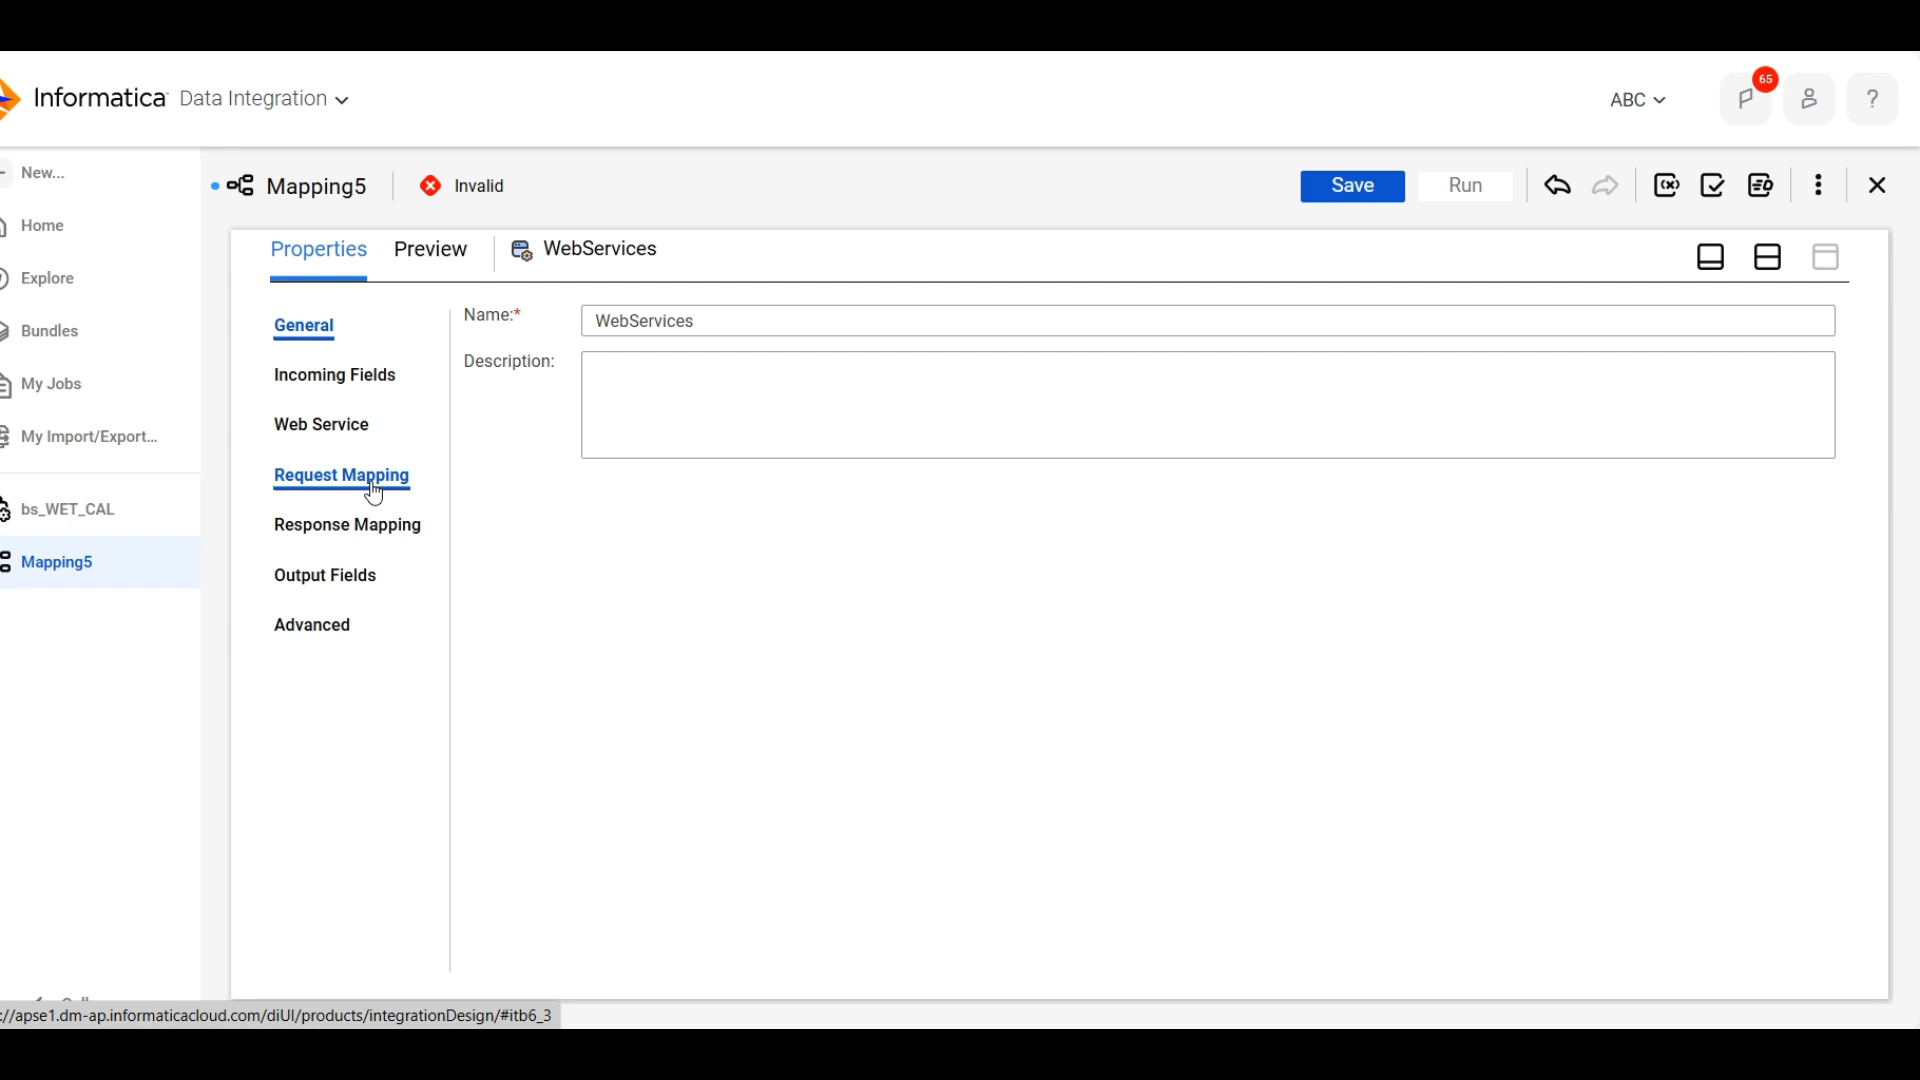 Informatica Data Integration
ABC
65
?
New...
Home
Explore
Bundles
My Jobs
My Import/Export...
bs_WET_CAL
Mapping5
Mapping5
Invalid
Save
Run
Properties
Preview
WebServices
General
Incoming Fields
Web Service
Request Mapping
Response Mapping
Output Fields
Advanced
Name:*
WebServices
Description:
://apse1.dm-ap.informaticacloud.com/diUI/products/integrationDesign/#itb6_3